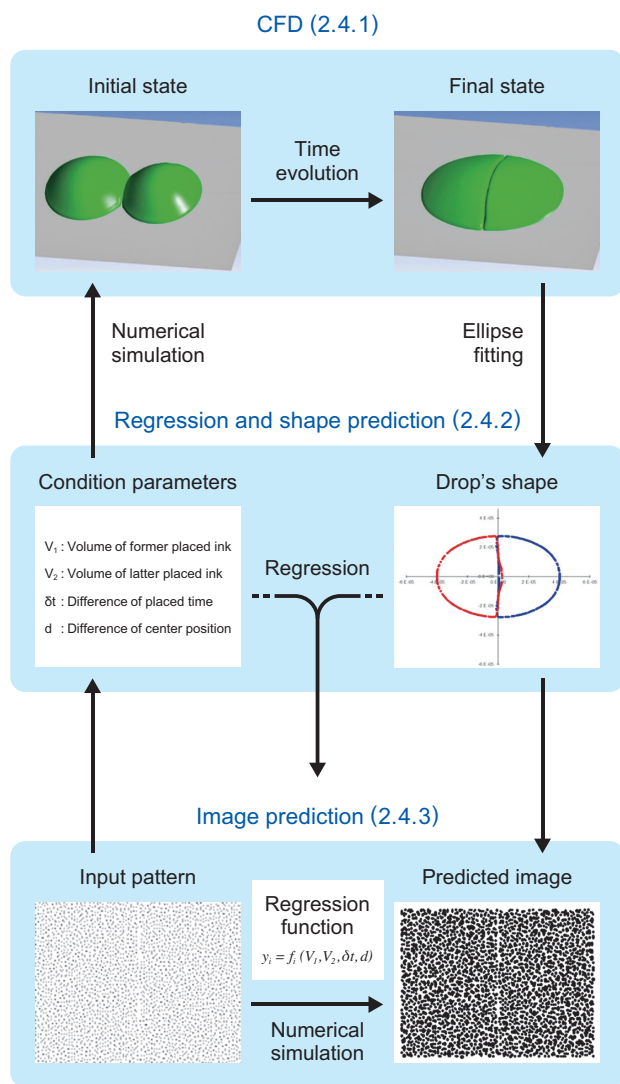 CFD (2.4.1)
Initial state
Final state
Time
evolution
Numerical
simulation
Ellipse
fitting
Regression and shape prediction (2.4.2)
Condition parameters
Drop's shape
V₁ : Volume of former placed ink
V₂ : Volume of latter placed ink
δt : Difference of placed time
d : Difference of center position
Regression
Image prediction (2.4.3)
Input pattern
Predicted image
Regression
function
yᵢ = fᵢ (V₁,V₂,δt,d)
Numerical
simulation